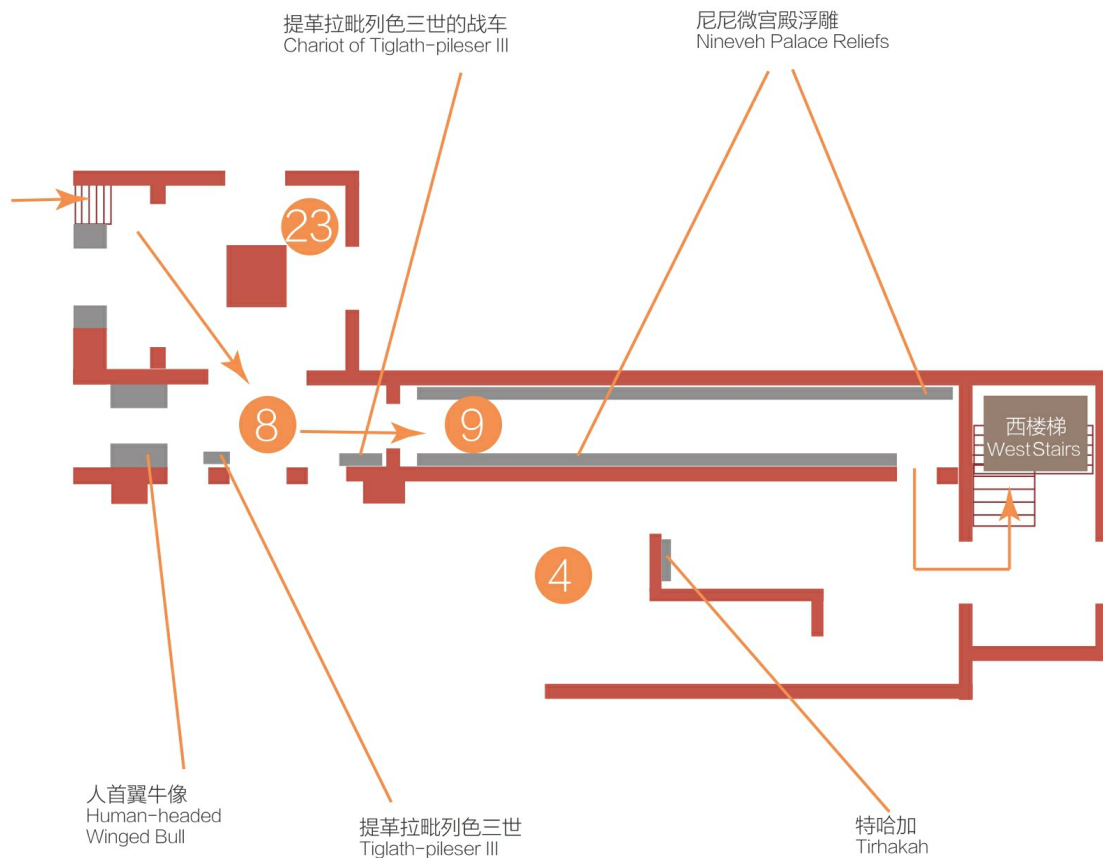 提革拉毗列色三世的战车
Chariot of Tiglath-pileser III
尼尼微宫殿浮雕
Nineveh Palace Reliefs
23
8
9
西楼梯
West Stairs
4
人首翼牛像
Human-headed
Winged Bull
提革拉毗列色三世
Tiglath-pileser III
特哈加
Tirhakah